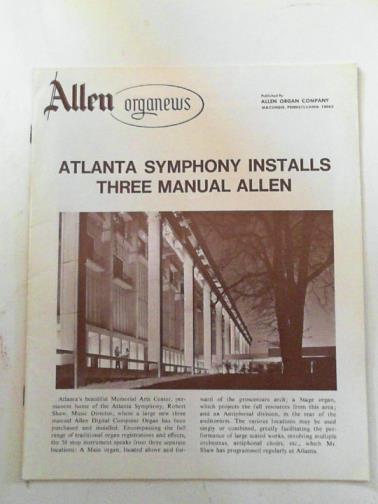 Allen organews
Published By
ALLEN ORGAN COMPANY
MACUNGIE, PENNSYLVANIA 18062
ATLANTA SYMPHONY INSTALLS
THREE MANUAL ALLEN
Atlanta's beautiful Memorial Arts Center, per-
manent home of the Atlanta Symphony, Robert
Shaw, Music Director, where a large new three
manual Allen Digital Computer Organ has been
purchased and installed. Encompassing the full
range of traditional organ registrations and effects,
the 58 stop instrument speaks from three separate
locations: A Main organ, located above and for-
ward of the proscenium arch; a Stage organ,
which projects the full resources from this area;
and an Antiphonal division, in the rear of the
auditorium. The various locations may be used
singly or combined, greatly facilitating the per-
formance of large scaled works, involving multiple
orchestras, antiphonal choirs, etc., which Mr.
Shaw has programmed regularly at Atlanta.